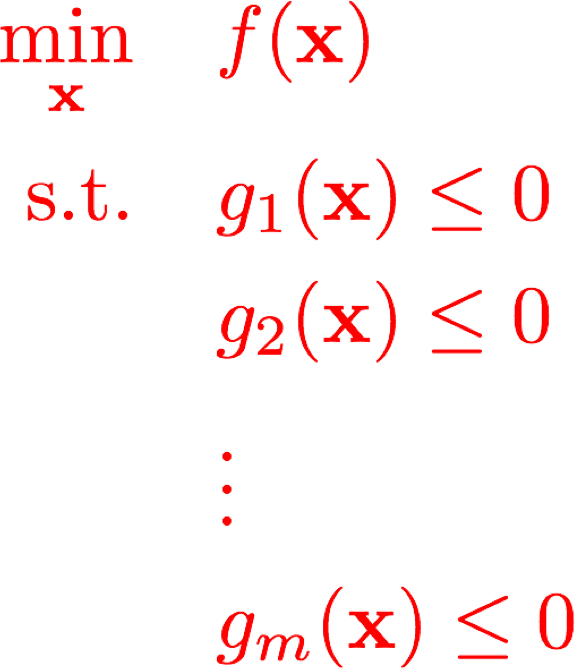 min f(𝐱)
𝐱
s.t. g₁(𝐱) ≤ 0
g₂(𝐱) ≤ 0
⋮
gₘ(𝐱) ≤ 0